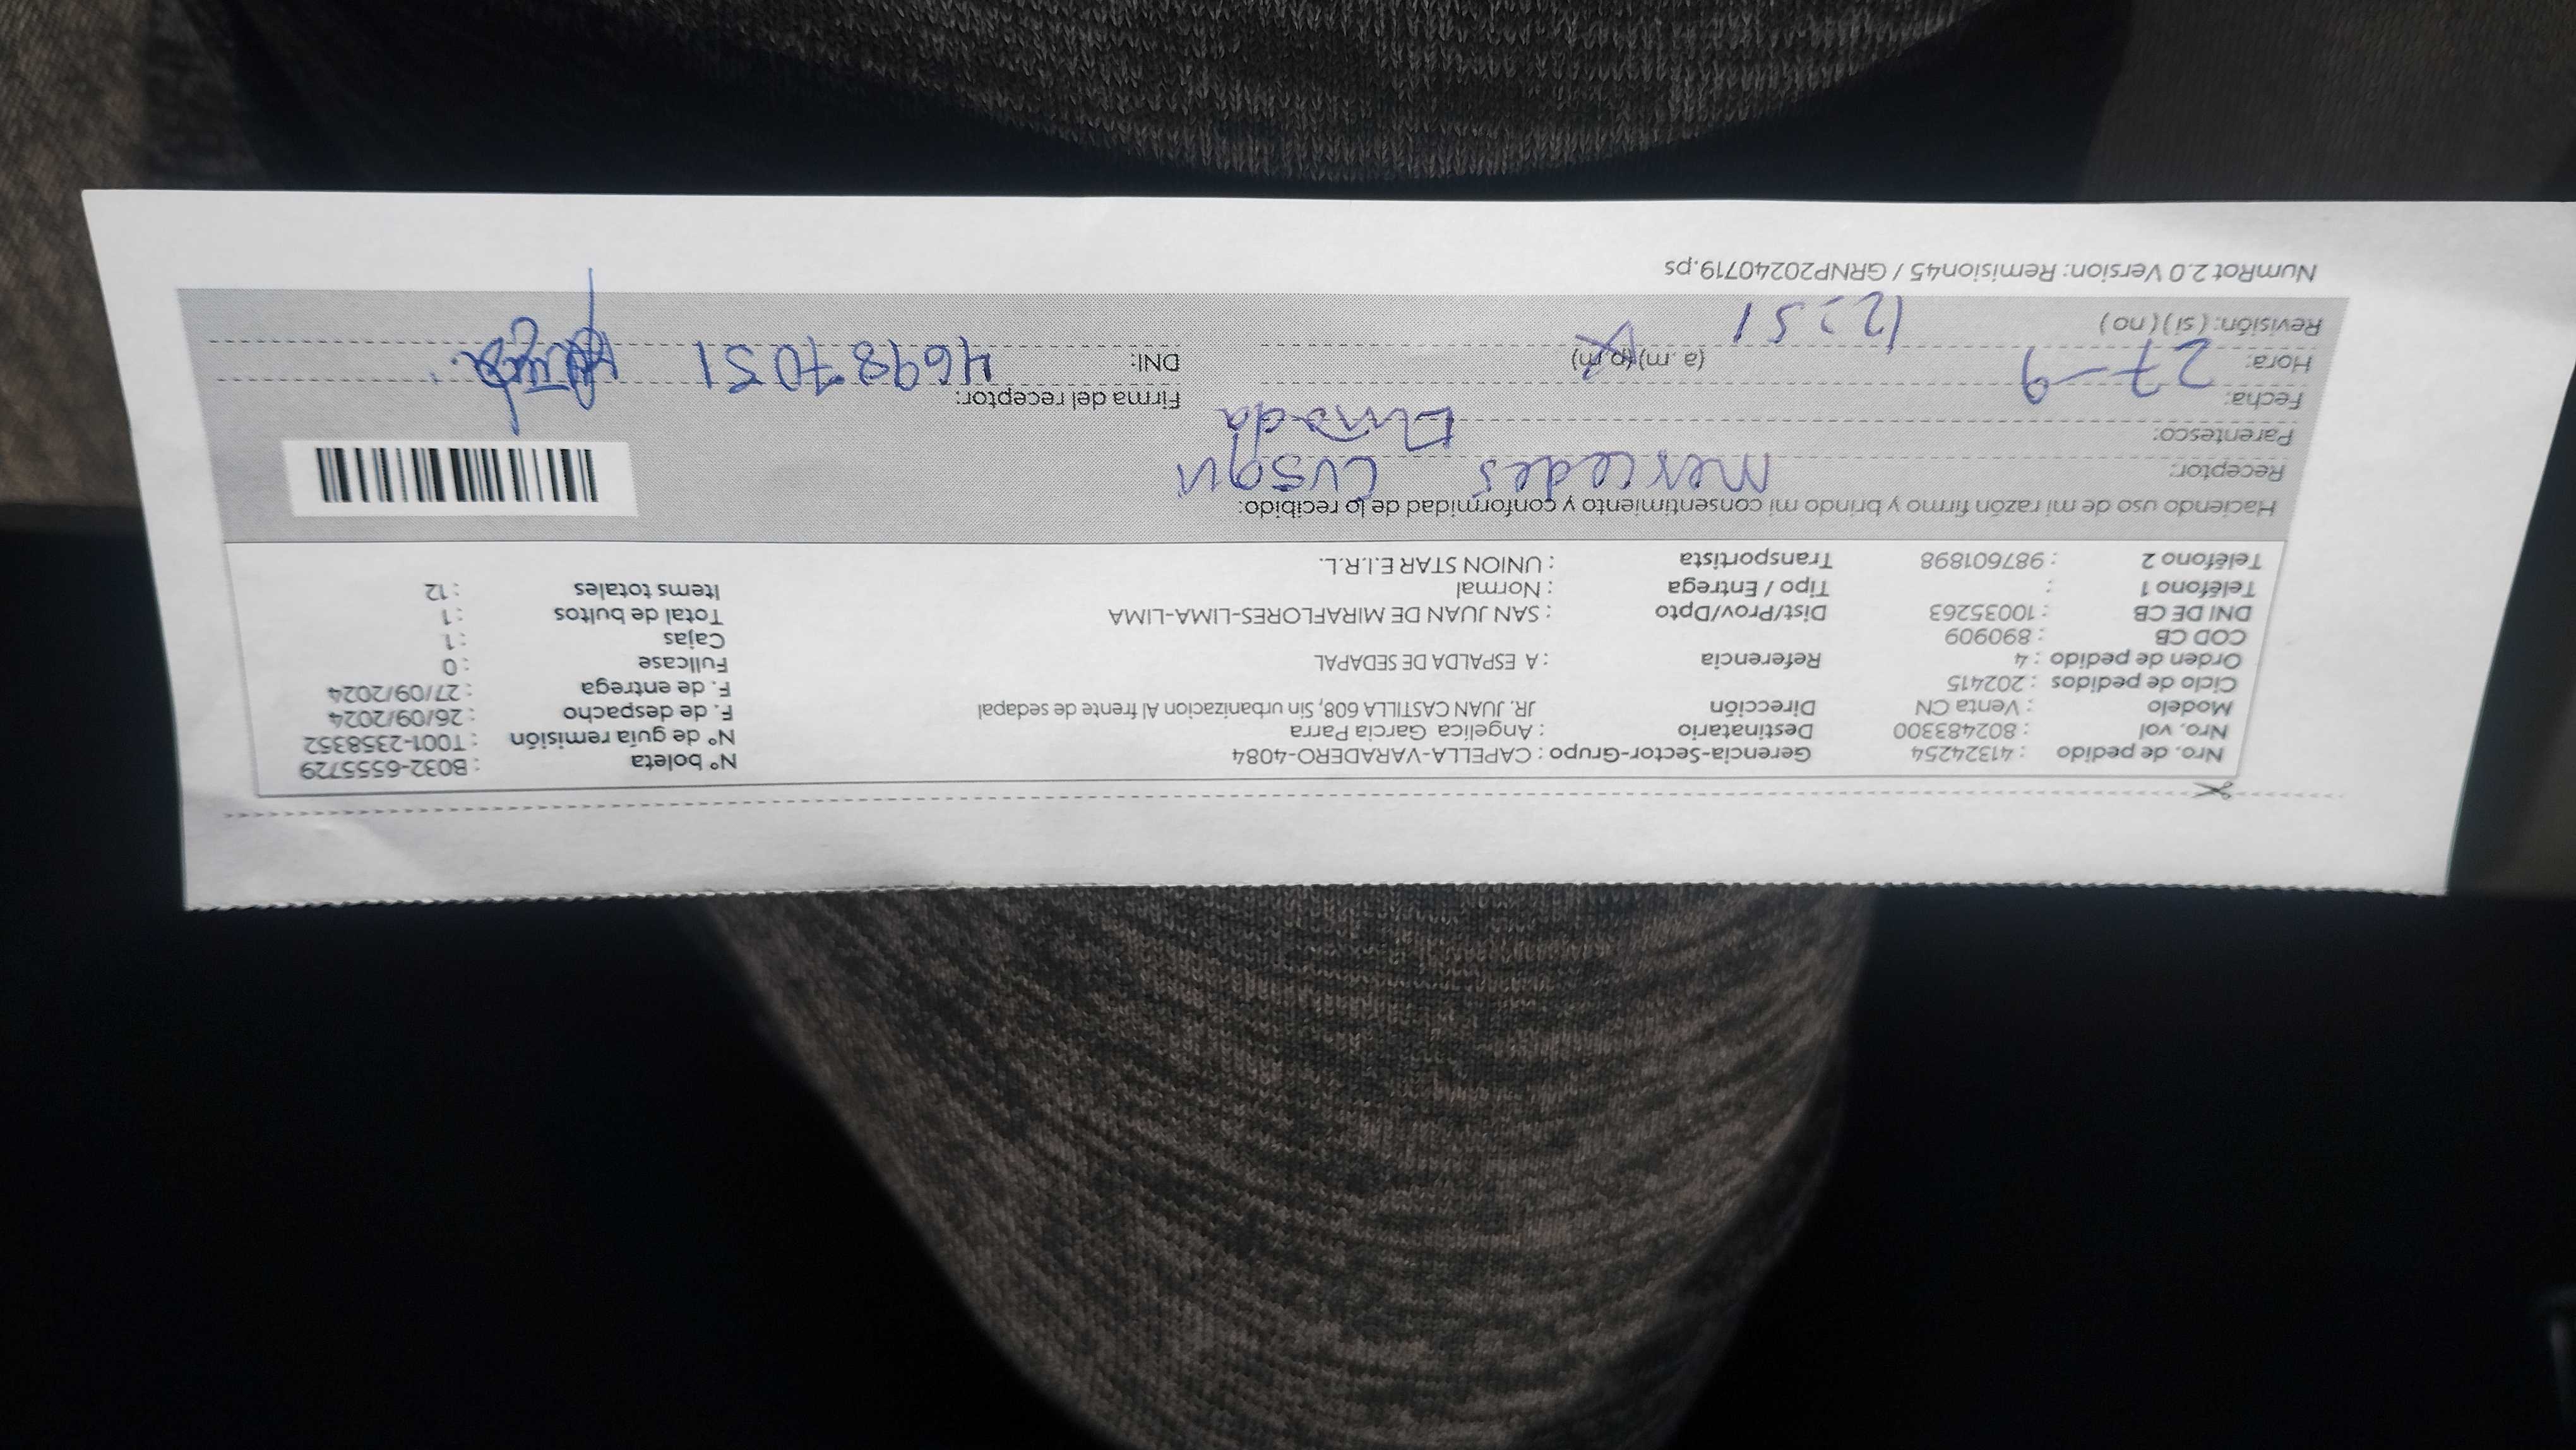 Nro. de pedido : 41324254 Gerencia-Sector-Grupo : CAPELLA-VARADERO-4084 N° boleta : B032-6555729
Nro. vol : 802483300 Destinatario : Angelica Garcia Parra N° de guía remisión : T001-2358352
Modelo : Venta CN Dirección JR. JUAN CASTILLA 608, Sin urbanizacion Al frente de sedapal F. de despacho : 26/09/2024
Ciclo de pedidos : 202415 F. de entrega : 27/09/2024
Orden de pedido : 4 Referencia : A ESPALDA DE SEDAPAL Fullcase : 0
COD CB : 890909 Cajas : 1
DNI DE CB : 10035263 Dist/Prov/Dpto : SAN JUAN DE MIRAFLORES-LIMA-LIMA Total de bultos : 1
Teléfono 1 : Tipo / Entrega : Normal Items totales : 12
Teléfono 2 : 987601898 Transportista : UNION STAR E.I.R.L.
Haciendo uso de mi razón firmo y brindo mi consentimiento y conformidad de lo recibido:
Receptor: Mercedes
Parentesco:
Fecha: 27-9 Firma del receptor:
Hora: 12:51 (a.m) (p.m) DNI: 46987051
Revisión: (si) (no)
NumRot 2.0 Version: Remision45 / GRNP20240719.ps